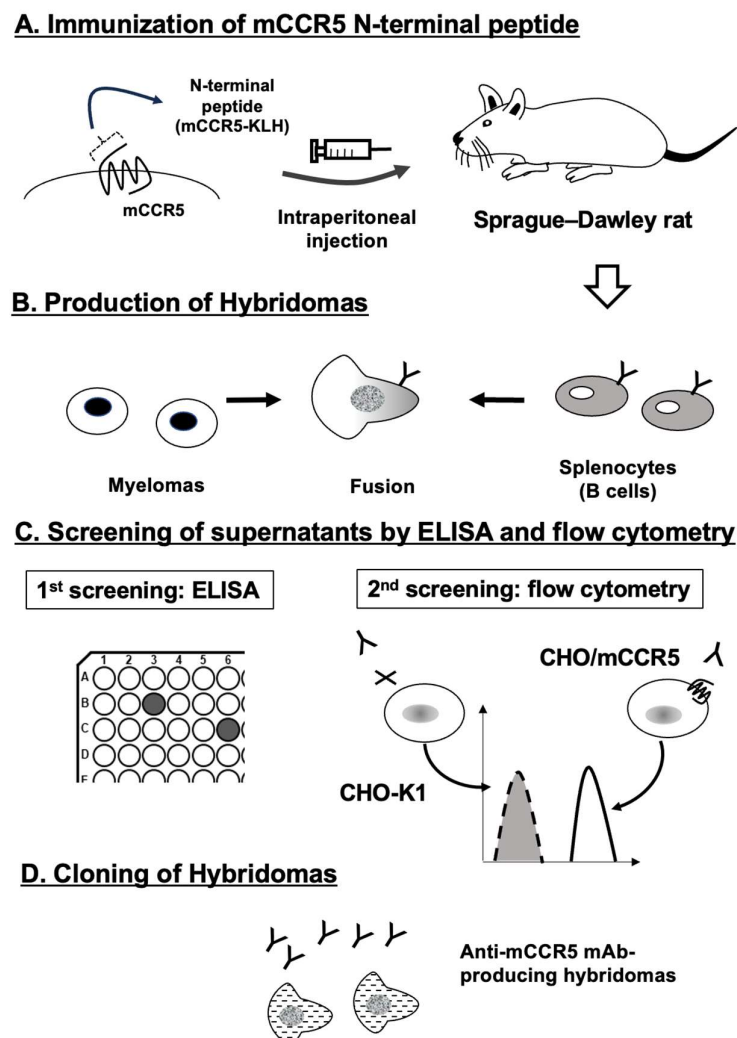 A. Immunization of mCCR5 N-terminal peptide
N-terminal
peptide
(mCCR5-KLH)
mCCR5
Intraperitoneal
injection
Sprague–Dawley rat
B. Production of Hybridomas
Myelomas
Fusion
Splenocytes
(B cells)
C. Screening of supernatants by ELISA and flow cytometry
1st screening: ELISA
2nd screening: flow cytometry
1 2 3 4 5 6
A
B
C
D
CHO/mCCR5
CHO-K1
D. Cloning of Hybridomas
Anti-mCCR5 mAb-
producing hybridomas